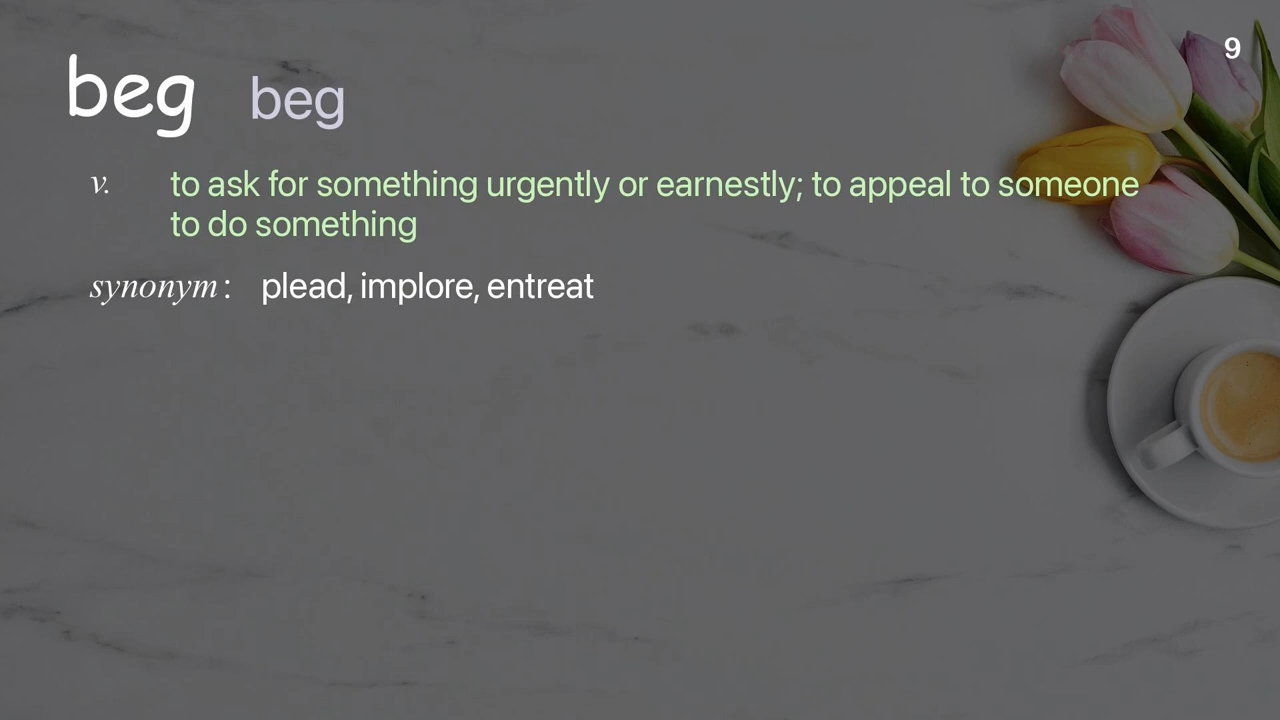 9
beg beg
v. to ask for something urgently or earnestly; to appeal to someone
to do something
synonym : plead, implore, entreat